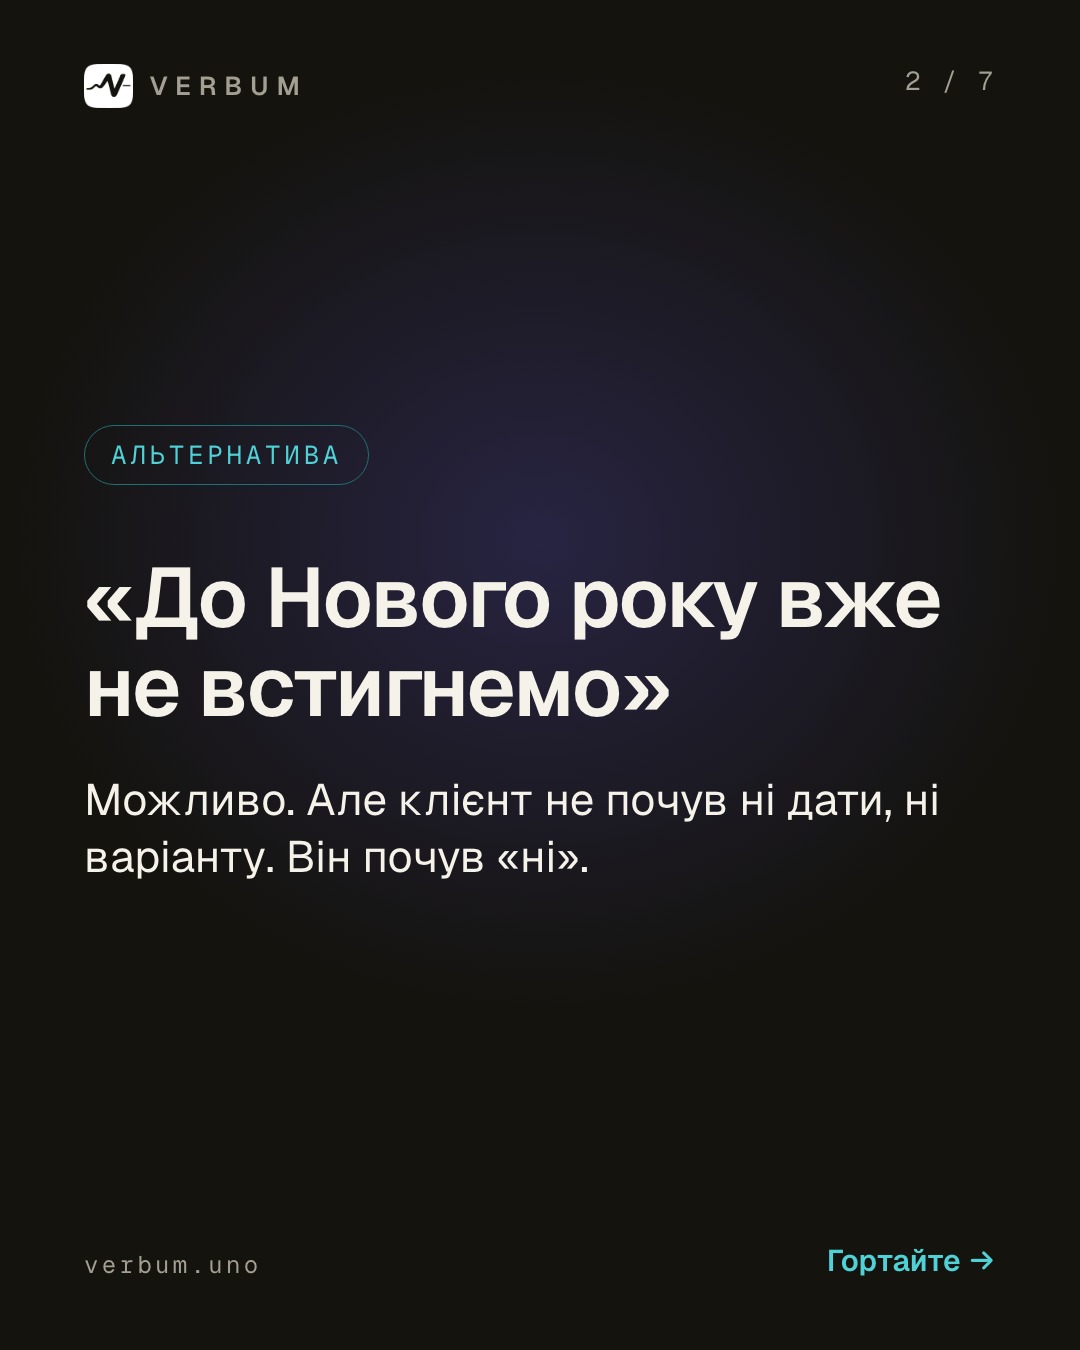 VERBUM
2 / 7
АЛЬТЕРНАТИВА
«До Нового року вже
не встигнемо»
Можливо. Але клієнт не почув ні дати, ні
варіанту. Він почув «ні».
verbum.uno
Гортайте →